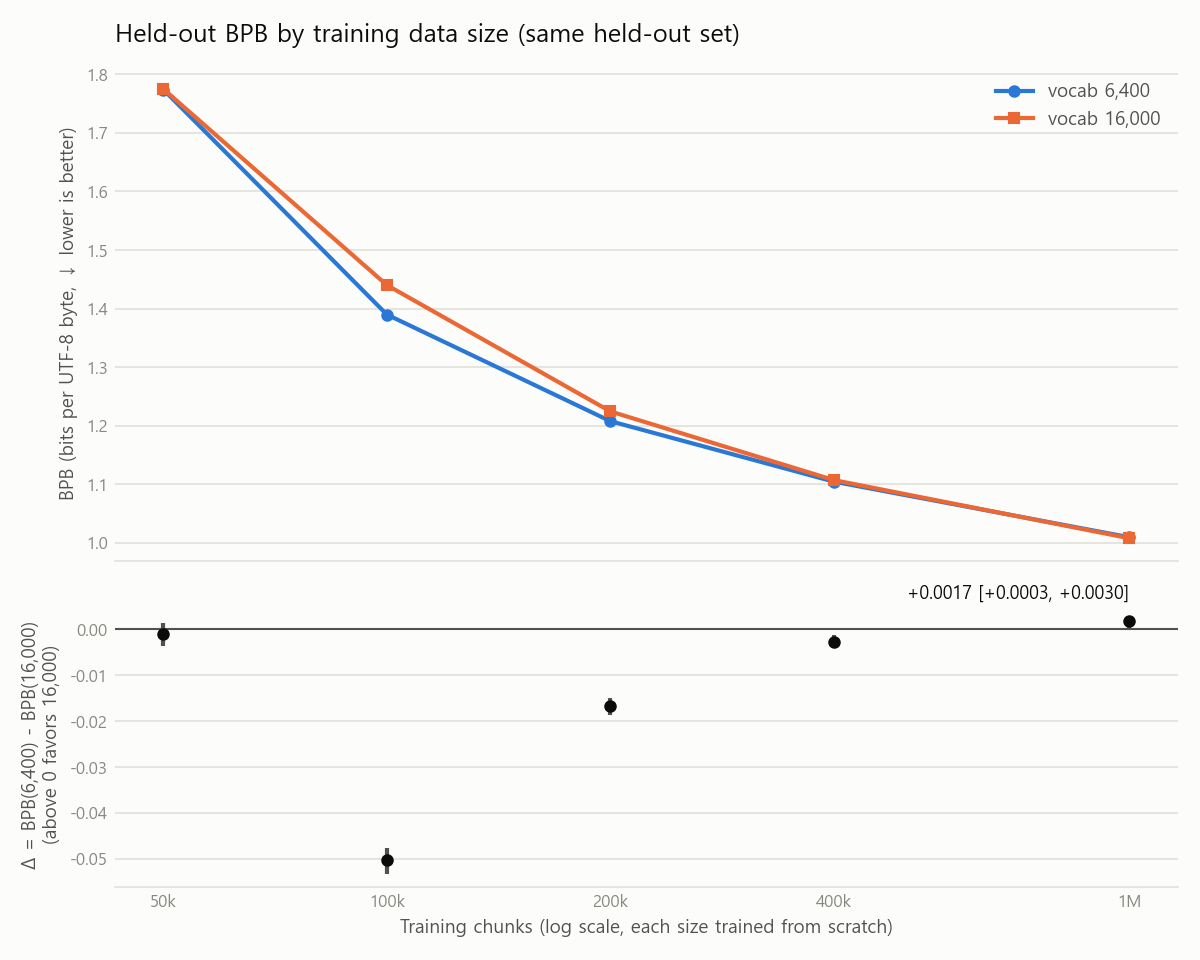 Held-out BPB by training data size (same held-out set)
BPB (bits per UTF-8 byte, ↓ lower is better)
1.8
1.7
1.6
1.5
1.4
1.3
1.2
1.1
1.0
vocab 6,400
vocab 16,000
+0.0017 [+0.0003, +0.0030]
Δ = BPB(6,400) - BPB(16,000)
(above 0 favors 16,000)
0.00
-0.01
-0.02
-0.03
-0.04
-0.05
50k 100k 200k 400k 1M
Training chunks (log scale, each size trained from scratch)